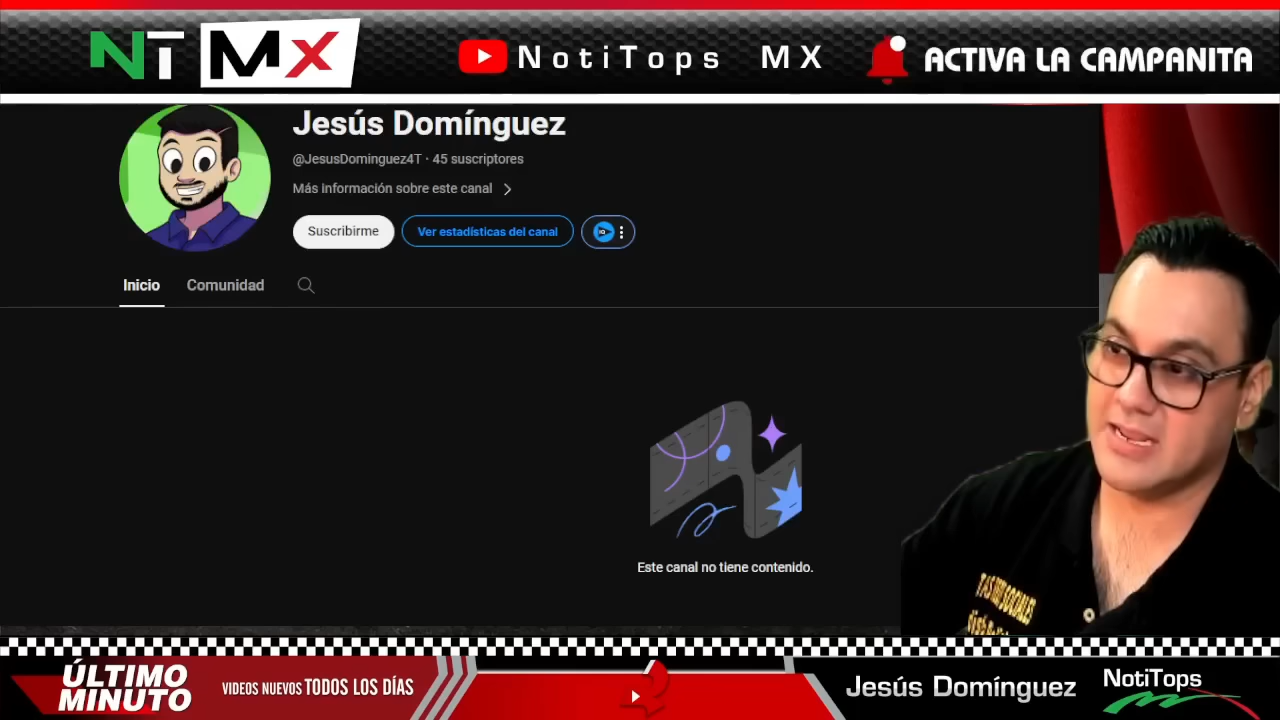 NT MX
NotiTops MX
ACTIVA LA CAMPANITA
Jesús Domínguez
@JesusDominguez4T · 45 suscriptores
Más información sobre este canal
Suscribirme
Ver estadísticas del canal
Inicio
Comunidad
Este canal no tiene contenido.
ÚLTIMO
MINUTO
VIDEOS NUEVOS TODOS LOS DÍAS
Jesús Domínguez
NotiTops